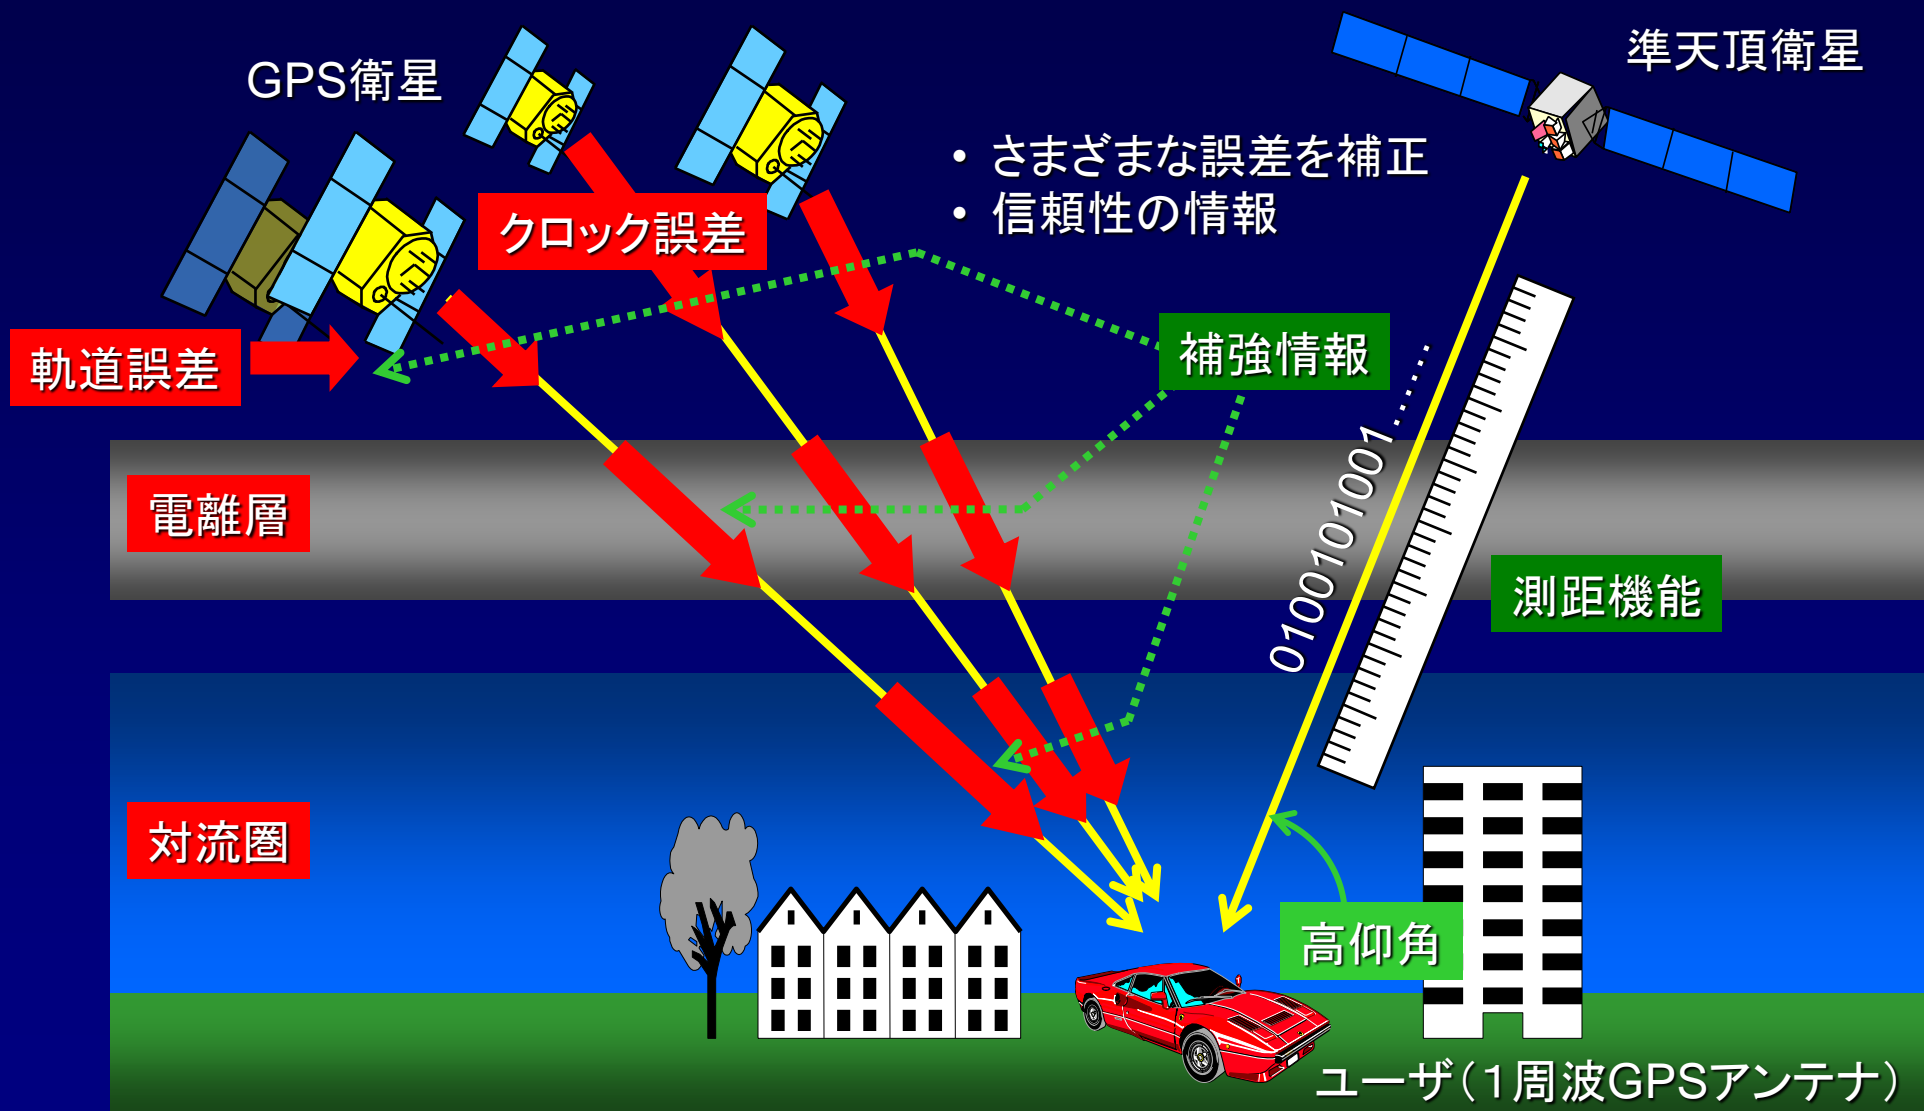 GPS衛星
準天頂衛星
• さまざまな誤差を補正
• 信頼性の情報
クロック誤差
軌道誤差
補強情報
電離層
010010101001……
測距機能
対流圏
高仰角
ユーザ（１周波GPSアンテナ）